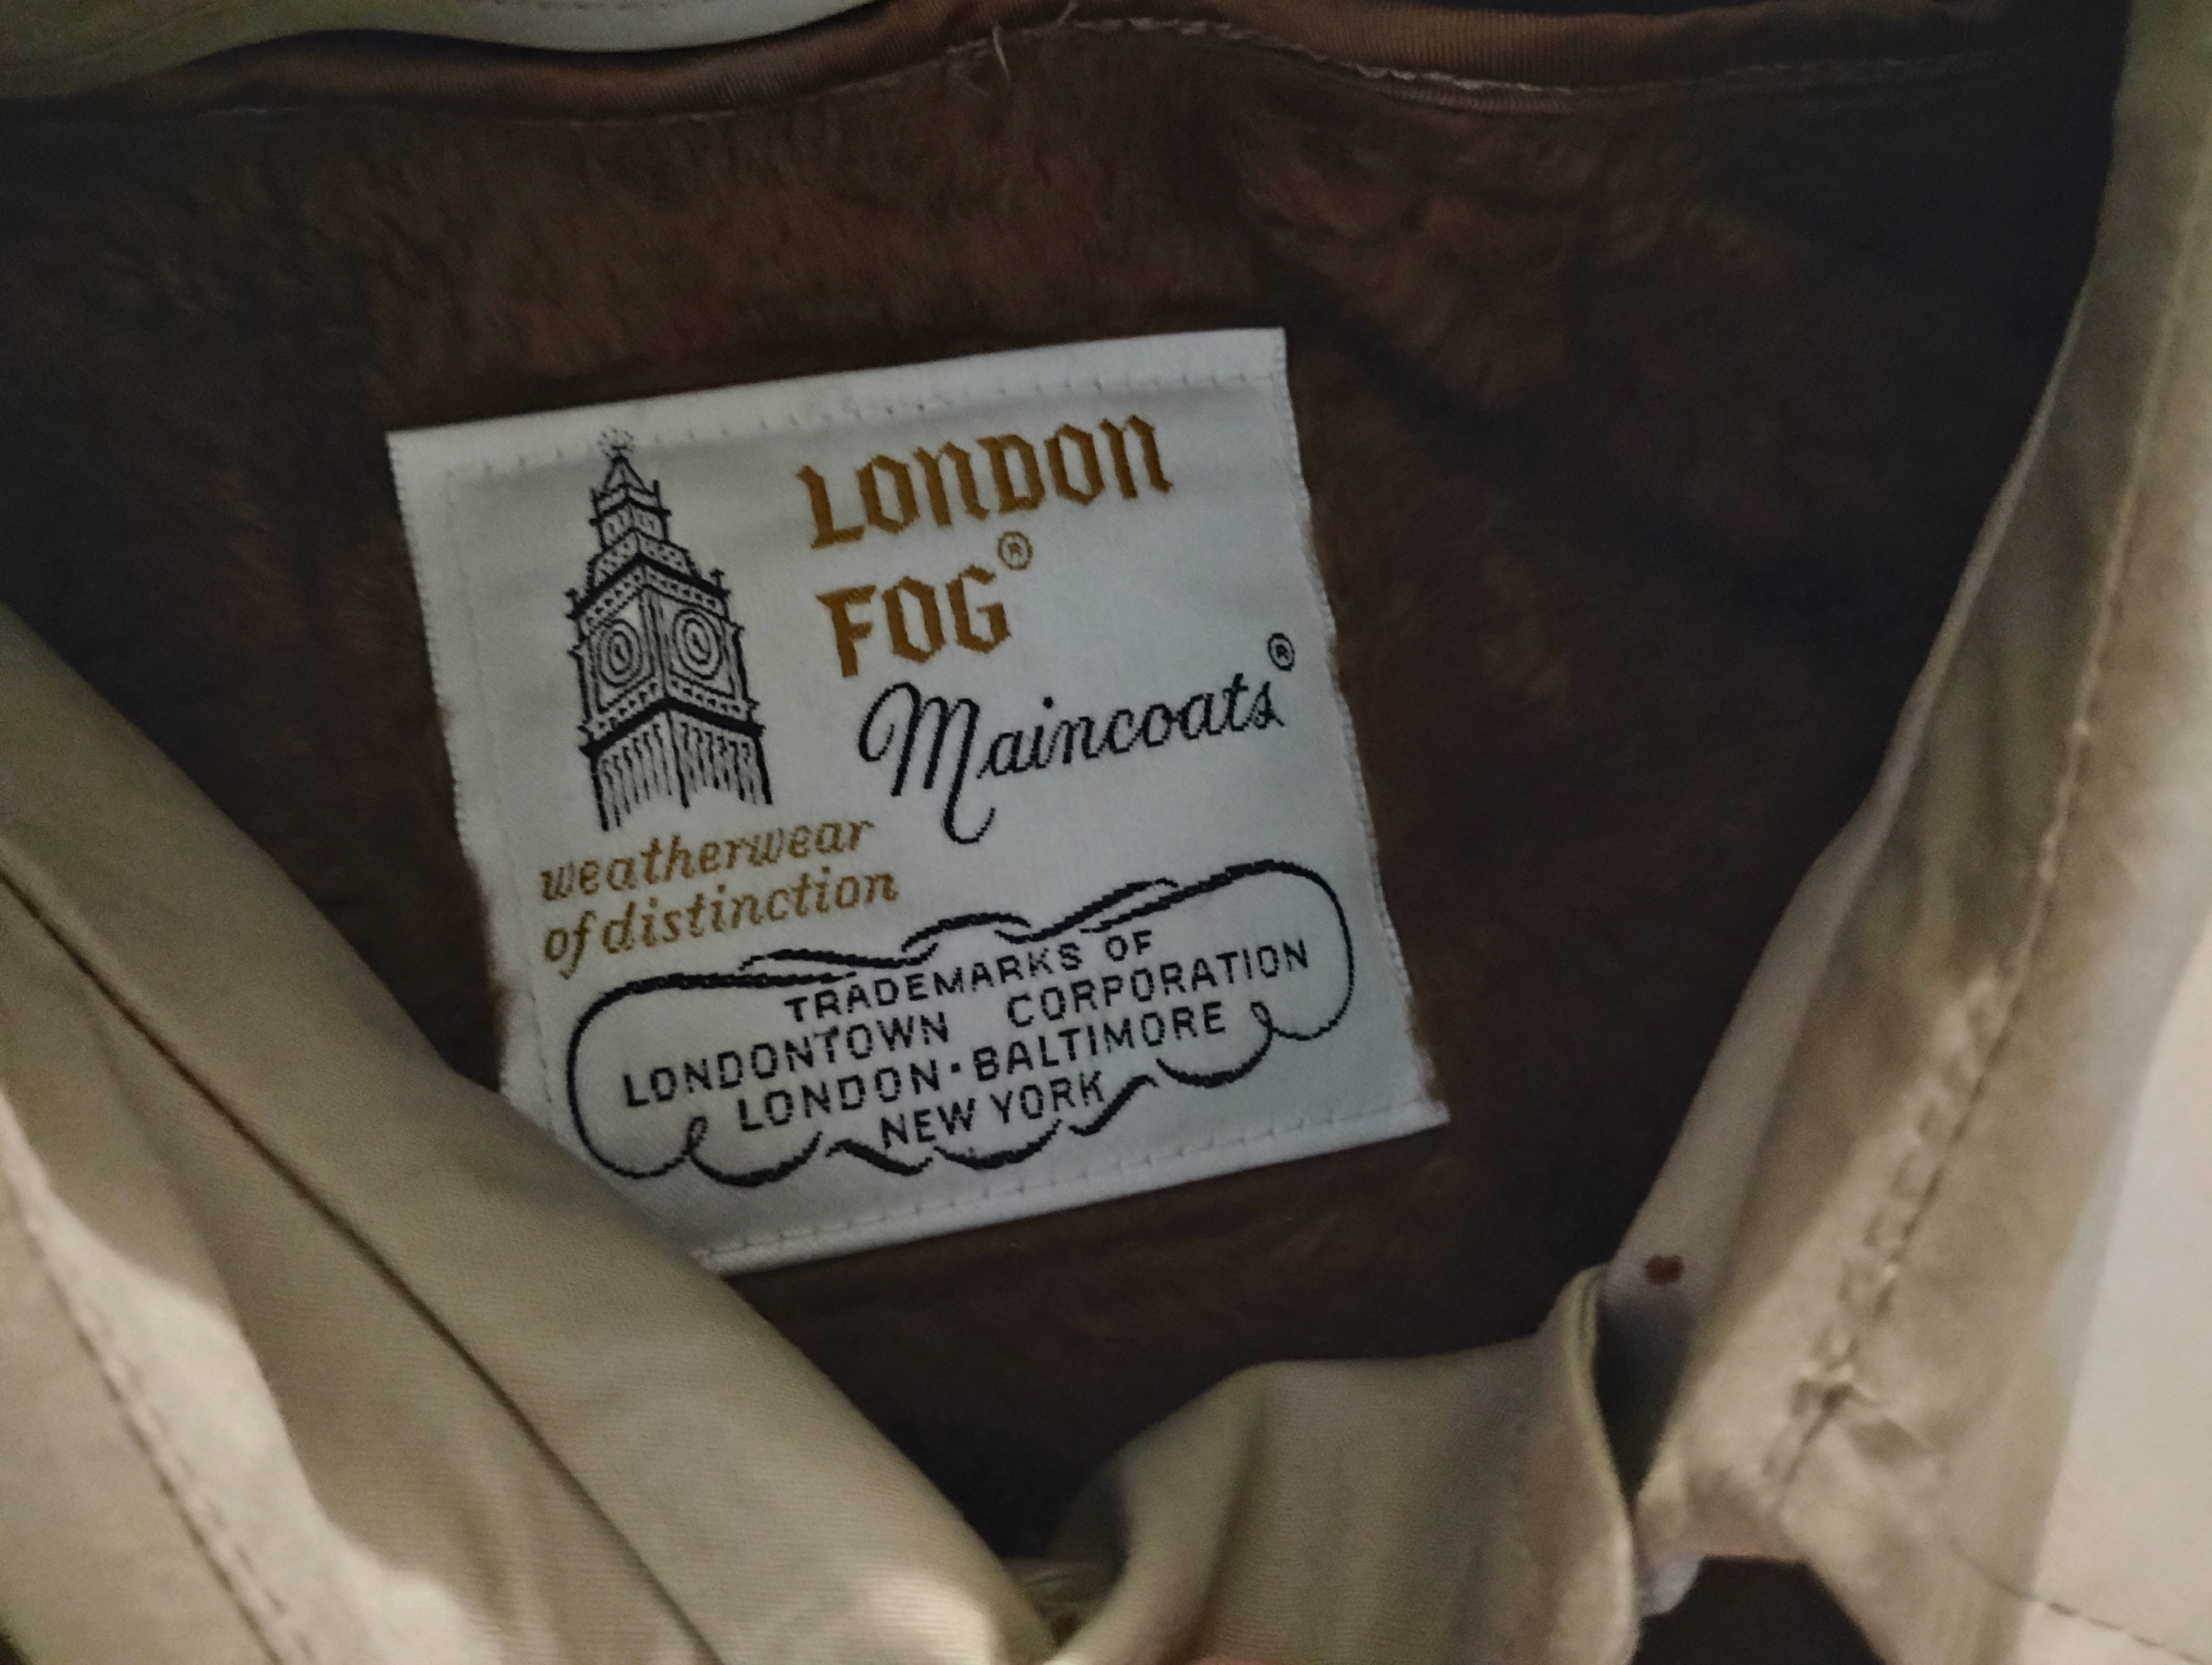 LONDON
FOG®
Maincoats®
weatherwear
of distinction
TRADEMARKS OF
LONDONTOWN CORPORATION
LONDON·BALTIMORE
NEW YORK